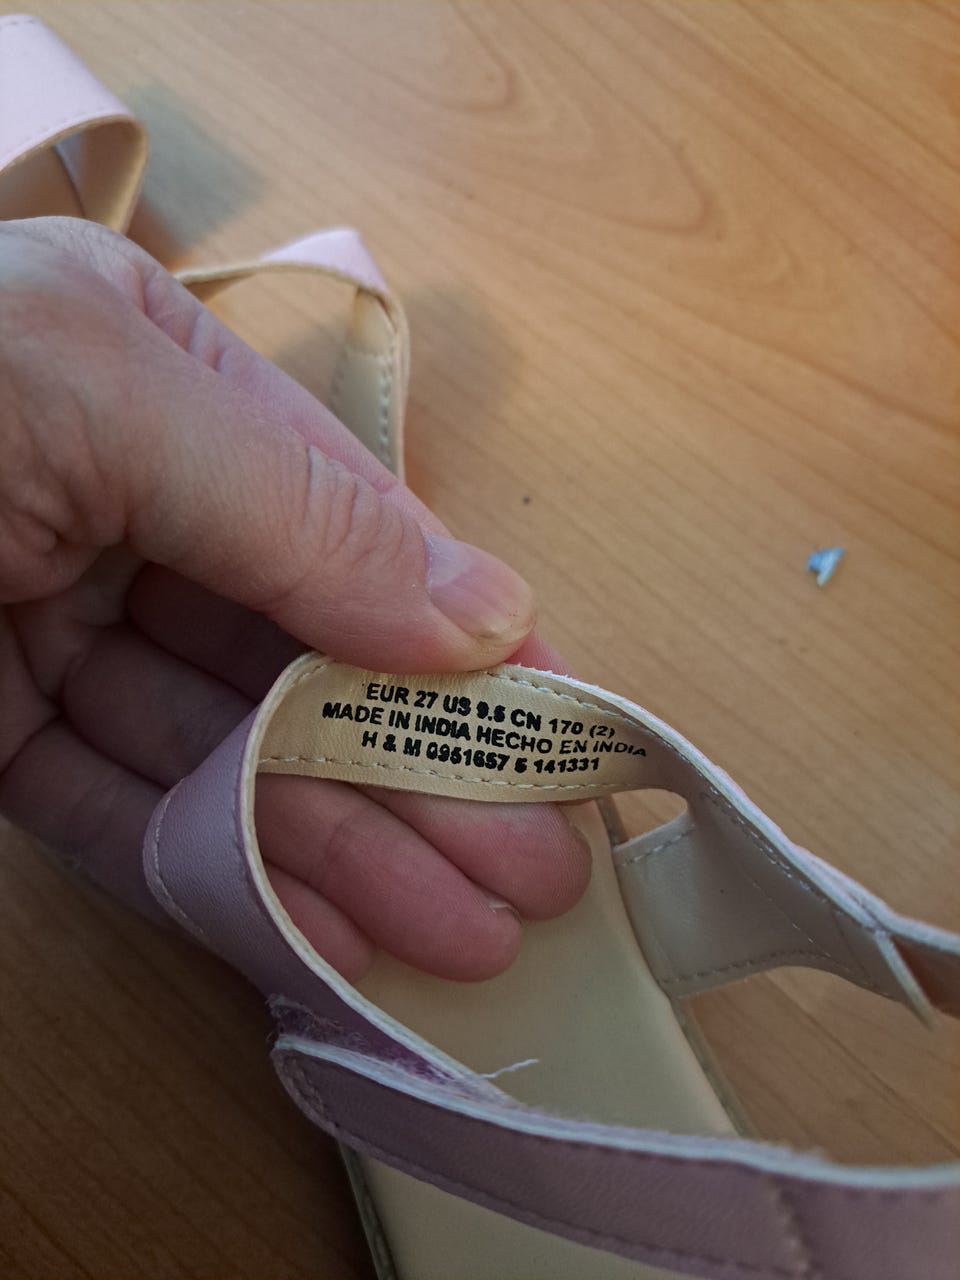 EUR 27 US 9.5 CN 170 (2)
MADE IN INDIA HECHO EN INDIA
H & M 0951657 5 141331